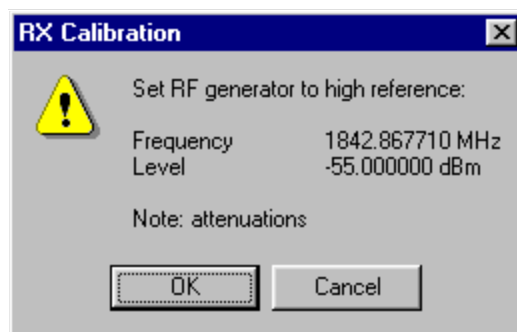 RX Calibration
Set RF generator to high reference:
Frequency 1842.867710 MHz
Level -55.000000 dBm
Note: attenuations
OK Cancel